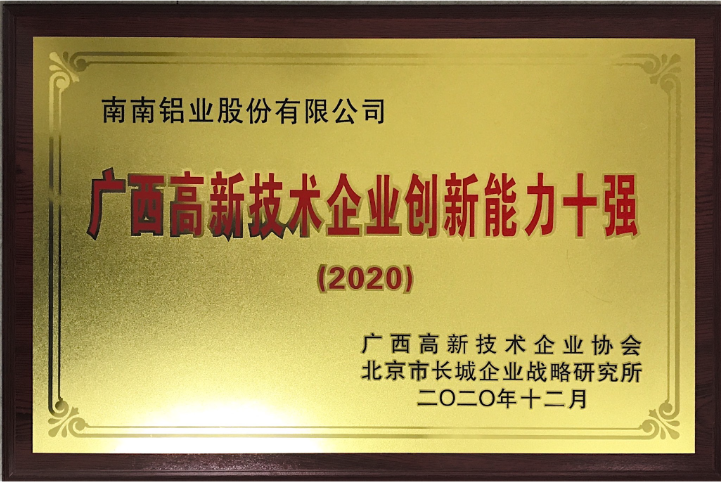 南南铝业股份有限公司
广西高新技术企业创新能力十强
(2020)
广西高新技术企业协会
北京市长城企业战略研究所
二〇二〇年十二月